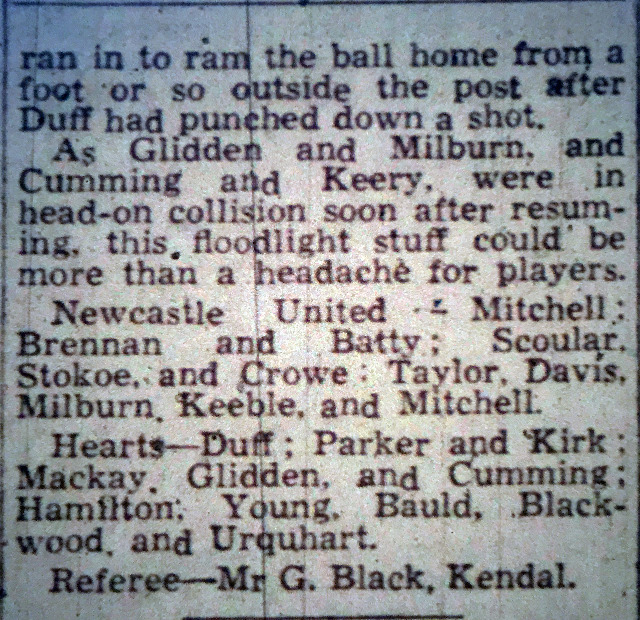 ran in to ram the ball home from a
foot or so outside the post after
Duff had punched down a shot.
As Glidden and Milburn, and
Cumming and Keery, were in
head-on collision soon after resum-
ing, this floodlight stuff could be
more than a headache for players.
Newcastle United - Mitchell;
Brennan and Batty; Scoular,
Stokoe, and Crowe; Taylor, Davis,
Milburn, Keeble, and Mitchell.
Hearts—Duff; Parker and Kirk;
Mackay, Glidden, and Cumming;
Hamilton, Young, Bauld, Black-
wood, and Urquhart.
Referee—Mr G. Black, Kendal.